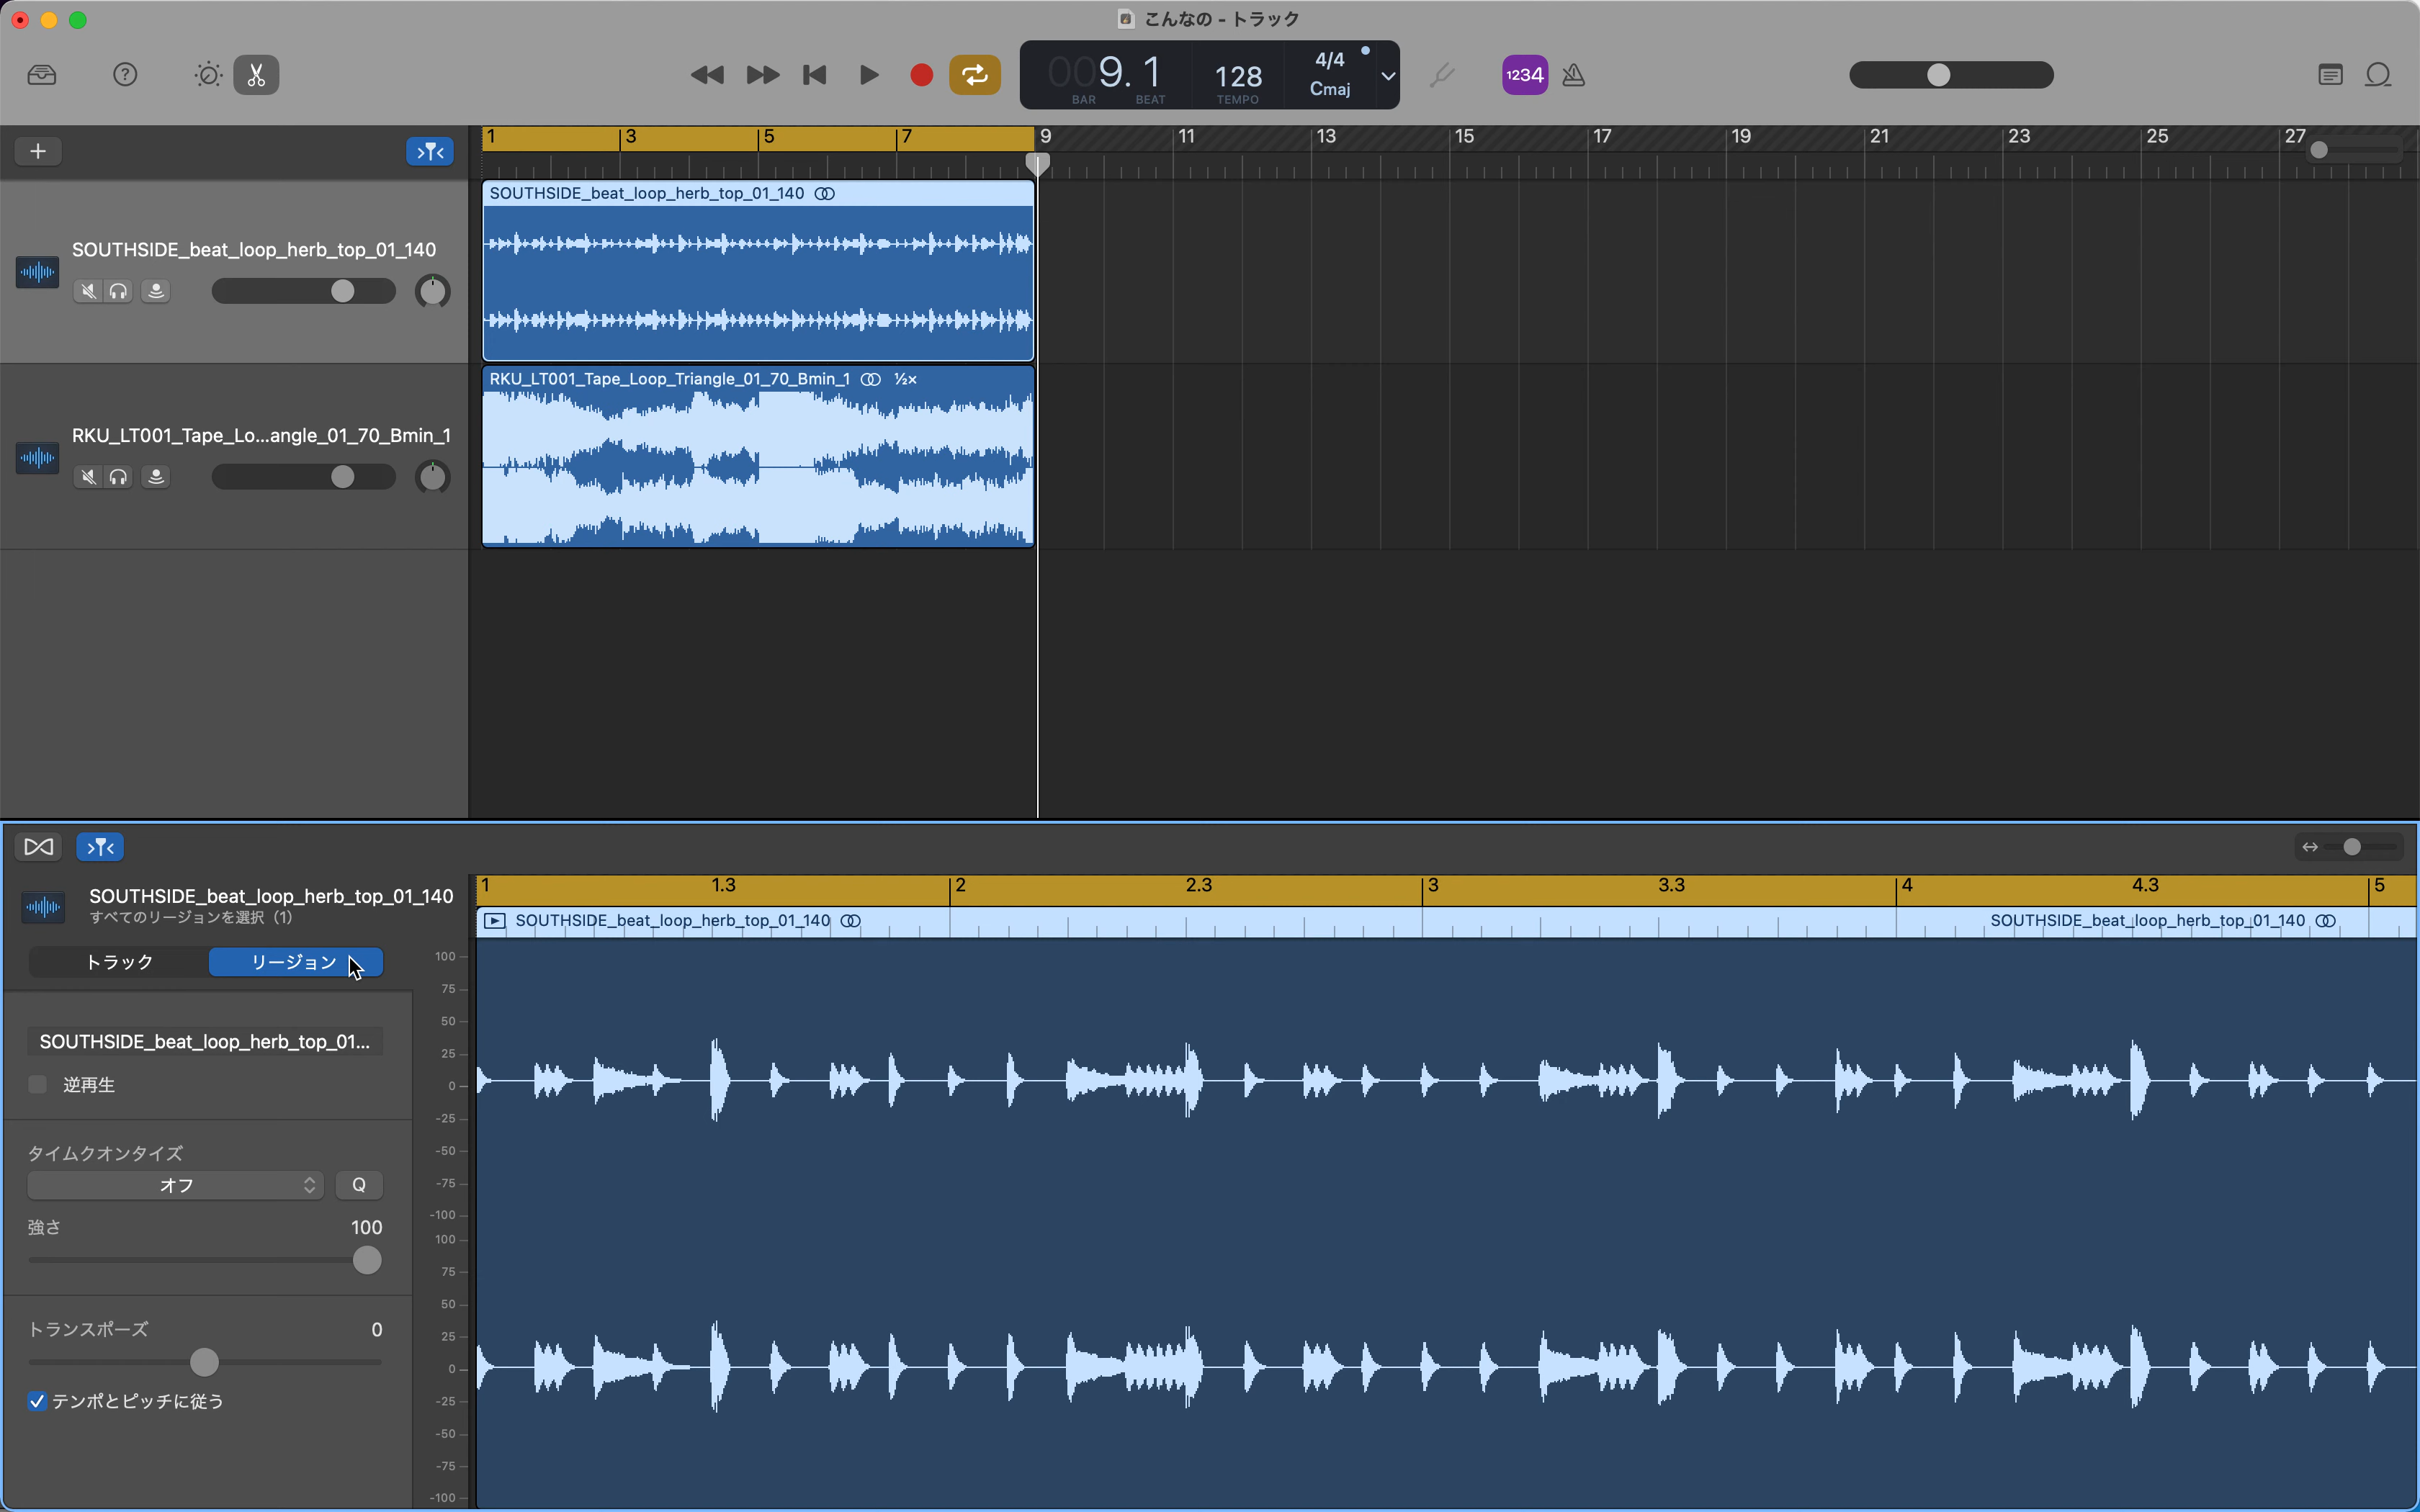 こんなの - トラック
009. 1
BAR
BEAT
128
TEMPO
4/4
Cmaj
1234
1
3
5
7
9
11
13
15
17
19
21
23
25
27
SOUTHSIDE_beat_loop_herb_top_01_140
SOUTHSIDE_beat_loop_herb_top_01_140
RKU_LT001_Tape_Loop_Triangle_01_70_Bmin_1 ½×
RKU_LT001_Tape_Lo...angle_01_70_Bmin_1
SOUTHSIDE_beat_loop_herb_top_01_140
すべてのリージョンを選択（1）
トラック
リージョン
SOUTHSIDE_beat_loop_herb_top_01...
逆再生
タイムクオンタイズ
オフ
Q
強さ
100
トランスポーズ
0
テンポとピッチに従う
1
1.3
2
2.3
3
3.3
4
4.3
5
SOUTHSIDE_beat_loop_herb_top_01_140
SOUTHSIDE_beat_loop_herb_top_01_140
100
75
50
25
0
-25
-50
-75
-100
100
75
50
25
0
-25
-50
-75
-100